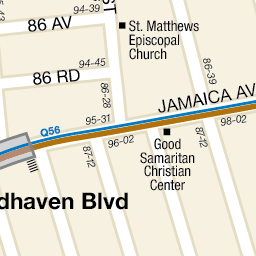 86 AV
94-39
ST
St. Matthews
Episcopal
Church
94-45
86 RD
86-28
86-39
JAMAICA AV
95-31
Q56
87-12
96-02
Good
Samaritan
Christian
Center
87-12
98-02
dhaven Blvd